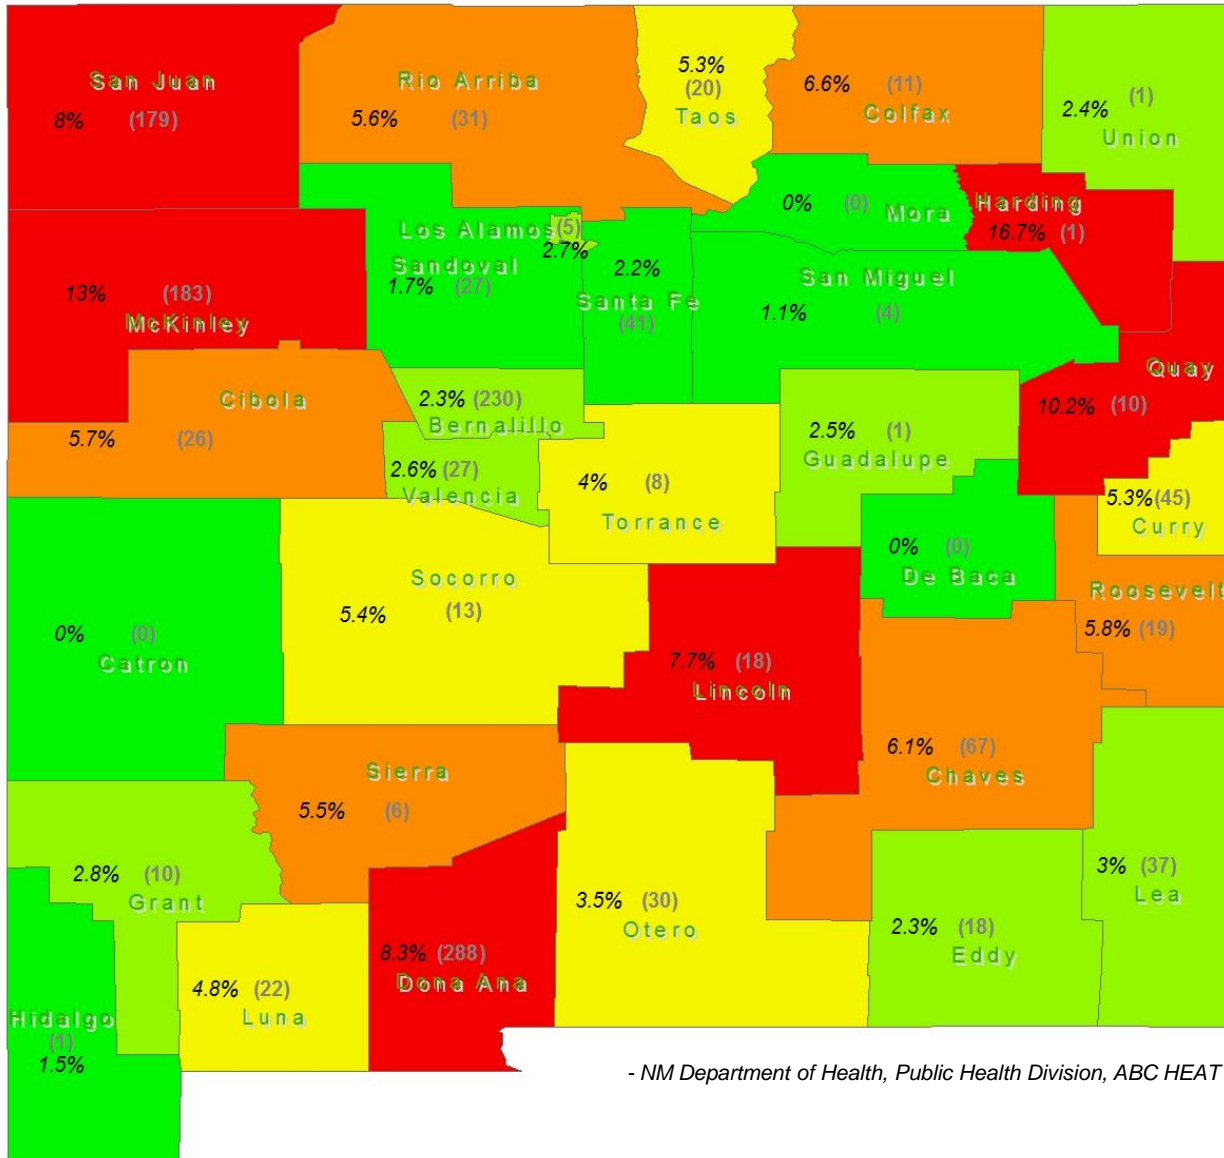 San Juan
8% (179)
Rio Arriba
5.6% (31)
5.3%
(20)
Taos
6.6% (11)
Colfax
2.4% (1)
Union
0% (0) Mora
Harding
16.7% (1)
Los Alamos (5)
2.7%
Sandoval
1.7% (27)
2.2%
Santa Fe
(41)
San Miguel
1.1% (4)
13% (183)
McKinley
Quay
10.2% (10)
Cibola
5.7% (26)
2.3% (230)
Bernalillo
2.6% (27)
Valencia
4% (8)
Torrance
2.5% (1)
Guadalupe
5.3% (45)
Curry
0% (0)
De Baca
Roosevelt
5.8% (19)
Socorro
5.4% (13)
0% (0)
Catron
7.7% (18)
Lincoln
6.1% (67)
Chaves
Sierra
5.5% (6)
2.8% (10)
Grant
3.5% (30)
Otero
2.3% (18)
Eddy
3% (37)
Lea
8.3% (288)
Dona Ana
4.8% (22)
Luna
Hidalgo
(1)
1.5%
- NM Department of Health, Public Health Division, ABC HEAT